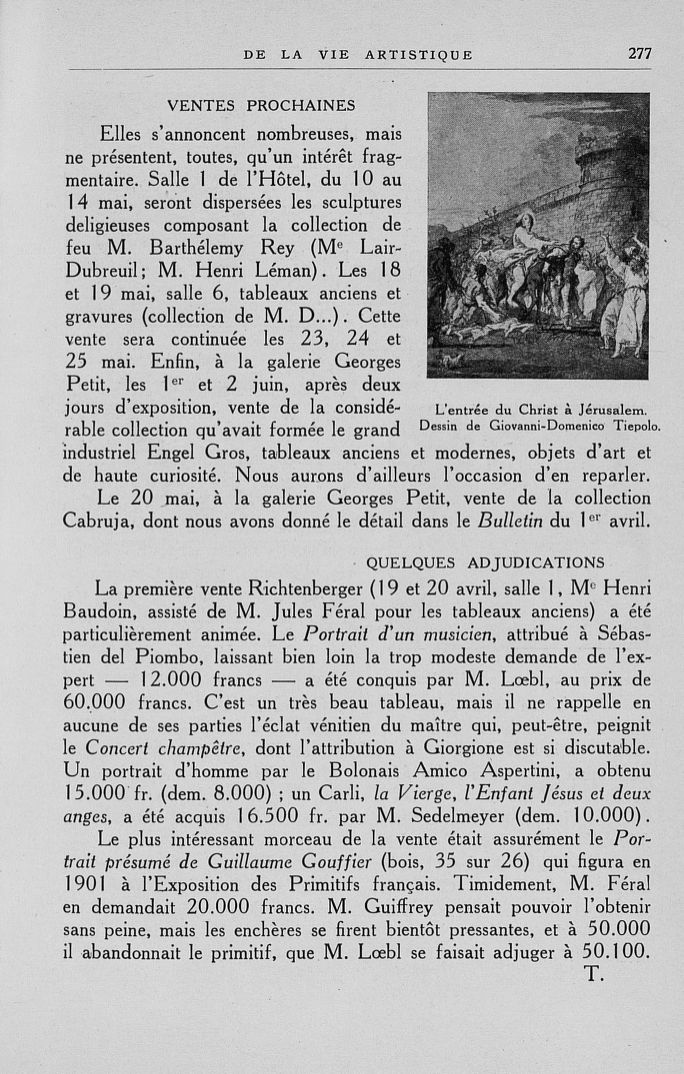 DE LA VIE ARTISTIQUE 277
VENTES PROCHAINES
Elles s'annoncent nombreuses, mais
ne présentent, toutes, qu'un intérêt frag-
mentaire. Salle 1 de l'Hôtel, du 10 au
14 mai, seront dispersées les sculptures
deligieuses composant la collection de
feu M. Barthélemy Rey (Me Lair-
Dubreuil; M. Henri Léman). Les 18
et 19 mai, salle 6, tableaux anciens et
gravures (collection de M. D...). Cette
vente sera continuée les 23, 24 et
25 mai. Enfin, à la galerie Georges
Petit, les 1er et 2 juin, après deux
jours d'exposition, vente de la considé-
rable collection qu'avait formée le grand
L'entrée du Christ à Jérusalem.
Dessin de Giovanni-Domenico Tiepolo.
industriel Engel Gros, tableaux anciens et modernes, objets d'art et
de haute curiosité. Nous aurons d'ailleurs l'occasion d'en reparler.
Le 20 mai, à la galerie Georges Petit, vente de la collection
Cabruja, dont nous avons donné le détail dans le Bulletin du 1er avril.
QUELQUES ADJUDICATIONS
La première vente Richtenberger (19 et 20 avril, salle 1, Me Henri
Baudoin, assisté de M. Jules Féral pour les tableaux anciens) a été
particulièrement animée. Le Portrait d'un musicien, attribué à Sébas-
tien del Piombo, laissant bien loin la trop modeste demande de l'ex-
pert — 12.000 francs — a été conquis par M. Lœbl, au prix de
60.000 francs. C'est un très beau tableau, mais il ne rappelle en
aucune de ses parties l'éclat vénitien du maître qui, peut-être, peignit
le Concert champêtre, dont l'attribution à Giorgione est si discutable.
Un portrait d'homme par le Bolonais Amico Aspertini, a obtenu
15.000 fr. (dem. 8.000) ; un Carli, la Vierge, l'Enfant Jésus et deux
anges, a été acquis 16.500 fr. par M. Sedelmeyer (dem. 10.000).
Le plus intéressant morceau de la vente était assurément le Por-
trait présumé de Guillaume Gouffier (bois, 35 sur 26) qui figura en
1901 à l'Exposition des Primitifs français. Timidement, M. Féral
en demandait 20.000 francs. M. Guiffrey pensait pouvoir l'obtenir
sans peine, mais les enchères se firent bientôt pressantes, et à 50.000
il abandonnait le primitif, que M. Lœbl se faisait adjuger à 50.100.
T.